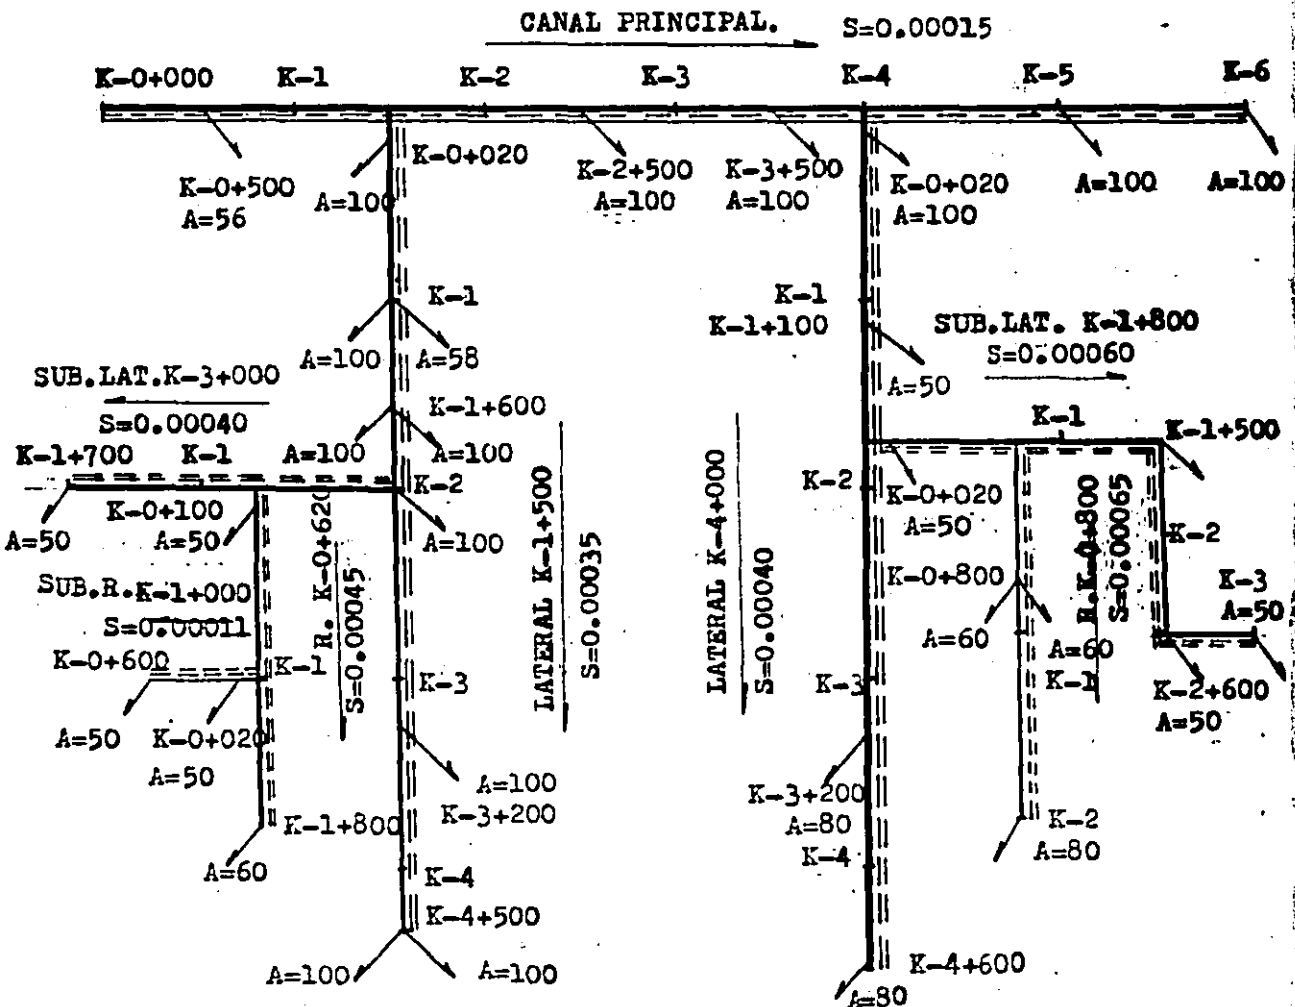 CANAL PRINCIPAL. S=0.00015
K-0+000 K-1 K-2 K-3 K-4 K-5 K-6
K-0+500
A=56
K-0+020
A=100
K-2+500
A=100
K-3+500
A=100
K-0+020
A=100
A=100
A=100
K-1
A=100 A=58
K-1
K-1+100
A=50
SUB.LAT. K-1+800
S=0.00060
SUB.LAT.K-3+000
S=0.00040
K-1+600
A=100 A=100
K-1+700 K-1
K-1 K-1+500
K-2
A=100
K-2
K-0+020
A=50
A=50
K-0+100
A=50
R. K-0+620
S=0.00045
LATERAL K-1+500
S=0.00035
LATERAL K-4+000
S=0.00040
R.K-0+800
S=0.00065
K-2
SUB.R.K-1+000
S=0.00011
K-0+800
A=60 A=60
K-1
K-3
A=50
K-0+600
A=50
K-0+020
A=50
K-1
K-3
K-3
K-2+600
A=50
A=100
K-3+200
K-3+200
A=80
K-1+800
A=60
K-2
A=80
K-4
K-4
K-4+500
A=100 A=100
K-4+600
A=80